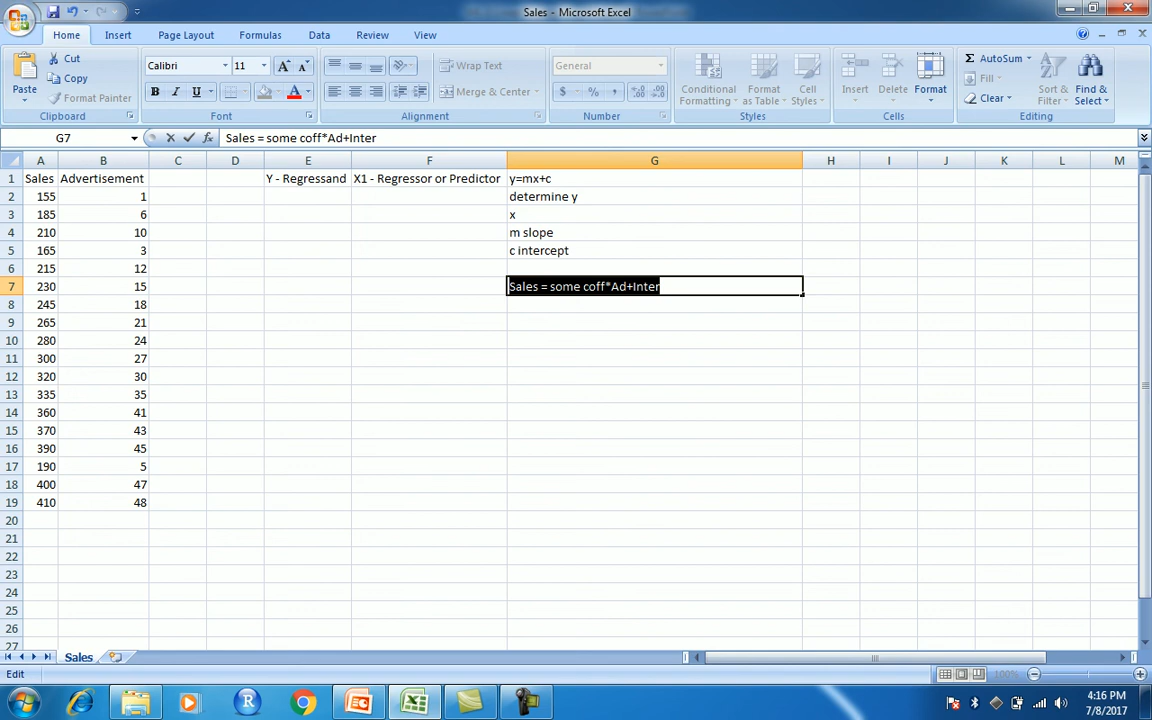 Sales - Microsoft Excel
Home Insert Page Layout Formulas Data Review View
Paste
Cut
Copy
Format Painter
Clipboard
Calibri 11
B I U
Font
Wrap Text
Merge & Center
Alignment
General
$ % ,
Number
Conditional Formatting
Format as Table
Cell Styles
Styles
Insert Delete Format
Cells
Σ AutoSum
Fill
Clear
Sort & Filter
Find & Select
Editing
G7 fx Sales = some coff*Ad+Inter
A B C D E F G H I J K L M
1 Sales Advertisement Y - Regressand X1 - Regressor or Predictor y=mx+c
2 155 1 determine y
3 185 6 x
4 210 10 m slope
5 165 3 c intercept
6 215 12
7 230 15 Sales = some coff*Ad+Inter
8 245 18
9 265 21
10 280 24
11 300 27
12 320 30
13 335 35
14 360 41
15 370 43
16 390 45
17 190 5
18 400 47
19 410 48
20
21
22
23
24
25
26
27
Sales
Edit 100%
4:16 PM
7/8/2017